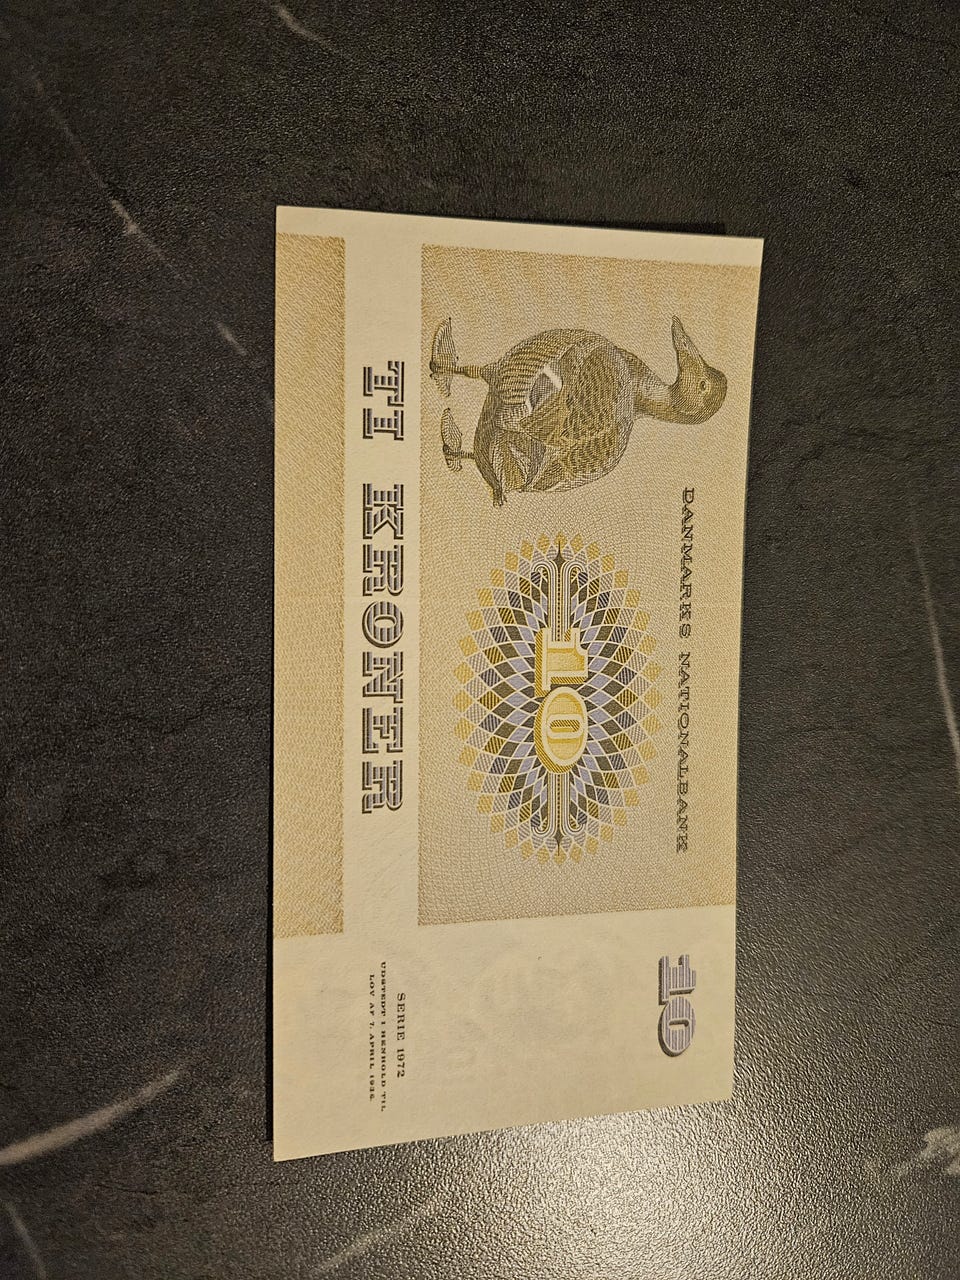 DANMARKS NATIONALBANK
10
10
TI KRONER
SERIE 1972
UDSTEDT I HENHOLD TIL
LOV AF 7. APRIL 1936.